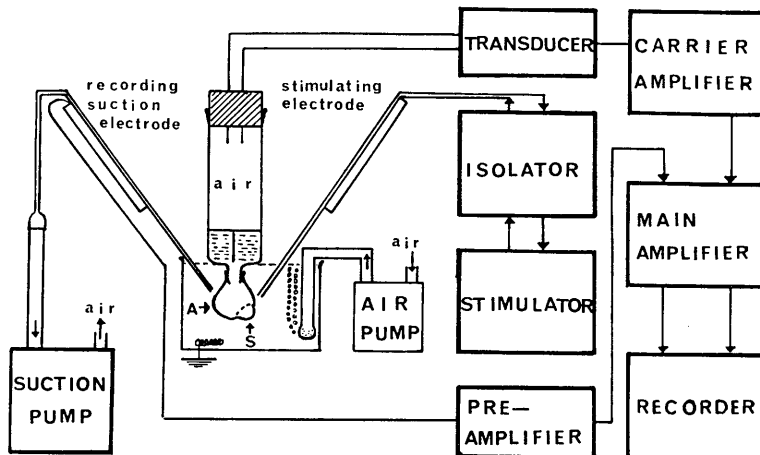 recording
suction
electrode
stimulating
electrode
TRANSDUCER
CARRIER
AMPLIFIER
air
ISOLATOR
MAIN
AMPLIFIER
air
A
S
AIR
PUMP
STIMULATOR
air
SUCTION
PUMP
PRE—
AMPLIFIER
RECORDER